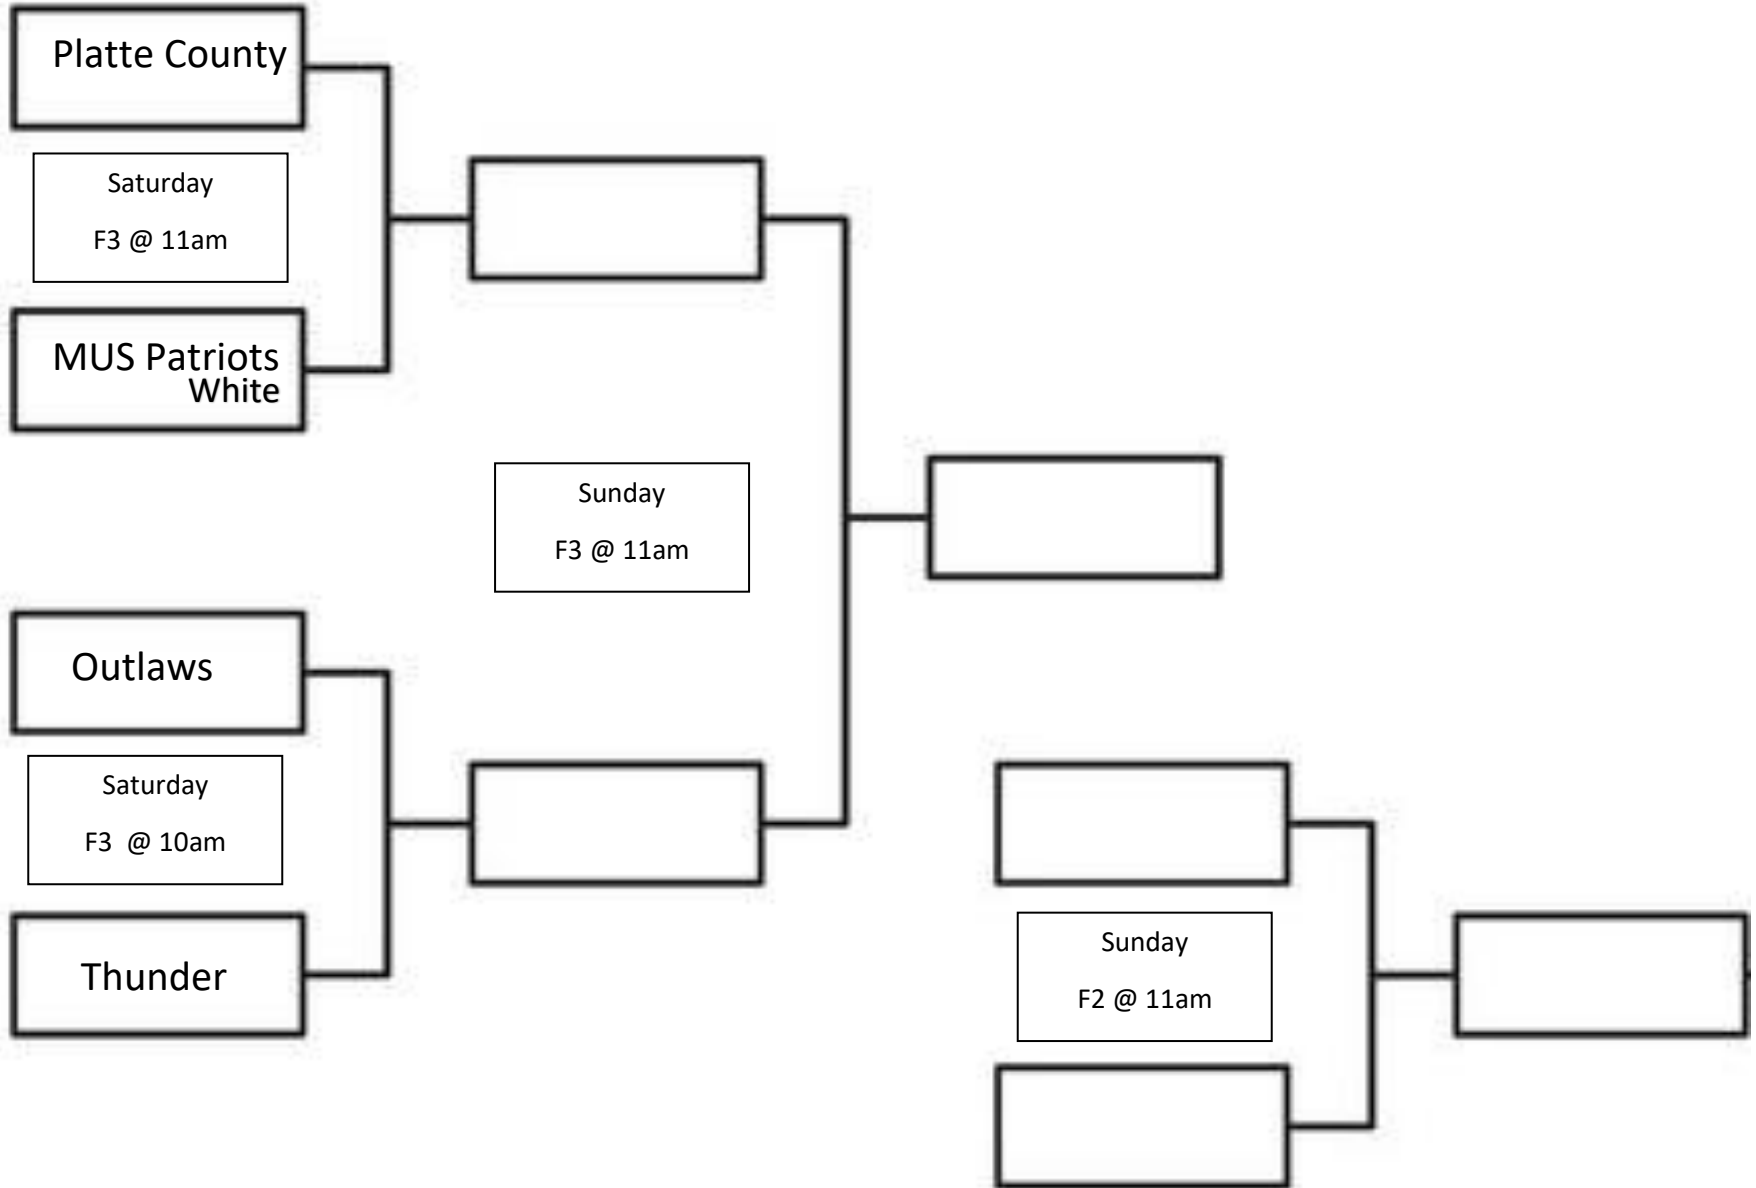 Platte County
Saturday
F3 @ 11am
MUS Patriots
White
Sunday
F3 @ 11am
Outlaws
Saturday
F3  @ 10am
Thunder
Sunday
F2 @ 11am